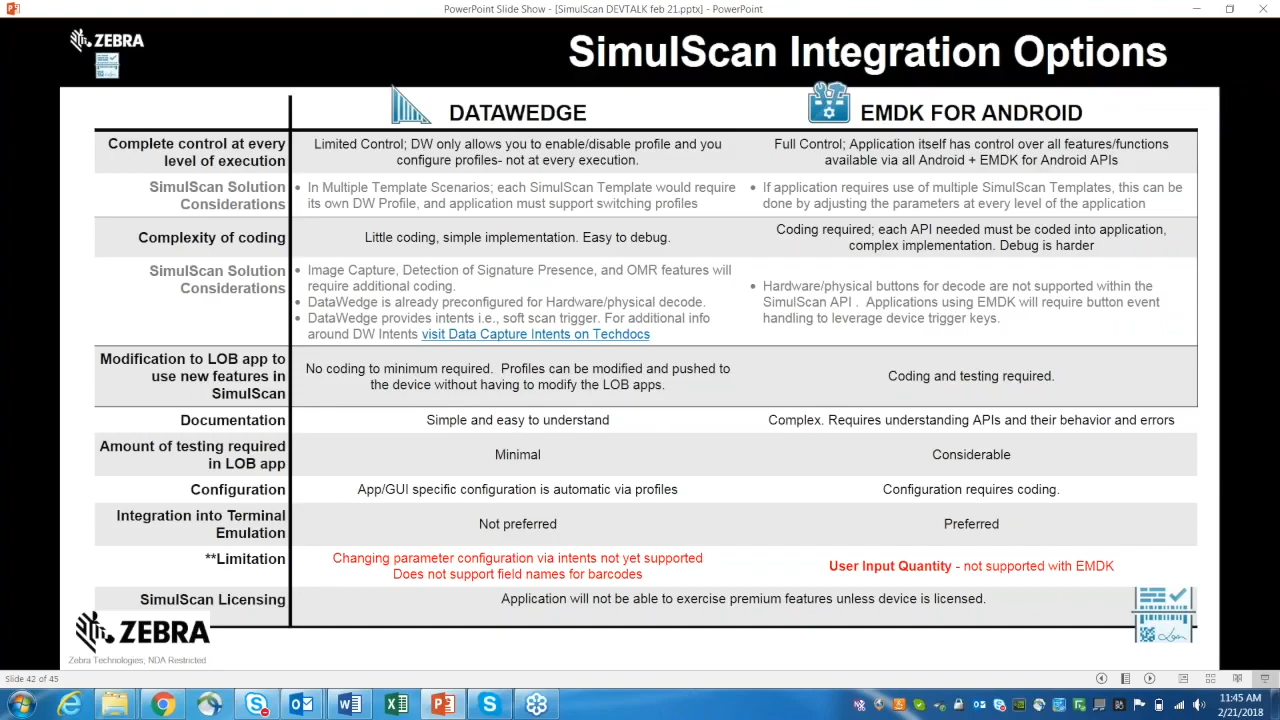 PowerPoint Slide Show - [SimulScan DEVTALK feb 21.pptx] - PowerPoint
ZEBRA
SimulScan Integration Options
DATAWEDGE
EMDK FOR ANDROID
Complete control at every
level of execution
Limited Control; DW only allows you to enable/disable profile and you
configure profiles- not at every execution.
Full Control; Application itself has control over all features/functions
available via all Android + EMDK for Android APIs
SimulScan Solution
Considerations
• In Multiple Template Scenarios; each SimulScan Template would require
its own DW Profile, and application must support switching profiles
• If application requires use of multiple SimulScan Templates, this can be
done by adjusting the parameters at every level of the application
Complexity of coding
Little coding, simple implementation. Easy to debug.
Coding required; each API needed must be coded into application,
complex implementation. Debug is harder
SimulScan Solution
Considerations
• Image Capture, Detection of Signature Presence, and OMR features will
require additional coding.
• DataWedge is already preconfigured for Hardware/physical decode.
• DataWedge provides intents i.e., soft scan trigger. For additional info
around DW Intents visit Data Capture Intents on Techdocs
• Hardware/physical buttons for decode are not supported within the
SimulScan API . Applications using EMDK will require button event
handling to leverage device trigger keys.
Modification to LOB app to
use new features in
SimulScan
No coding to minimum required. Profiles can be modified and pushed to
the device without having to modify the LOB apps.
Coding and testing required.
Documentation
Simple and easy to understand
Complex. Requires understanding APIs and their behavior and errors
Amount of testing required
in LOB app
Minimal
Considerable
Configuration
App/GUI specific configuration is automatic via profiles
Configuration requires coding.
Integration into Terminal
Emulation
Not preferred
Preferred
**Limitation
Changing parameter configuration via intents not yet supported
Does not support field names for barcodes
User Input Quantity - not supported with EMDK
SimulScan Licensing
Application will not be able to exercise premium features unless device is licensed.
ZEBRA
Zebra Technologies, NDA Restricted
Slide 42 of 45
11:45 AM
2/21/2018